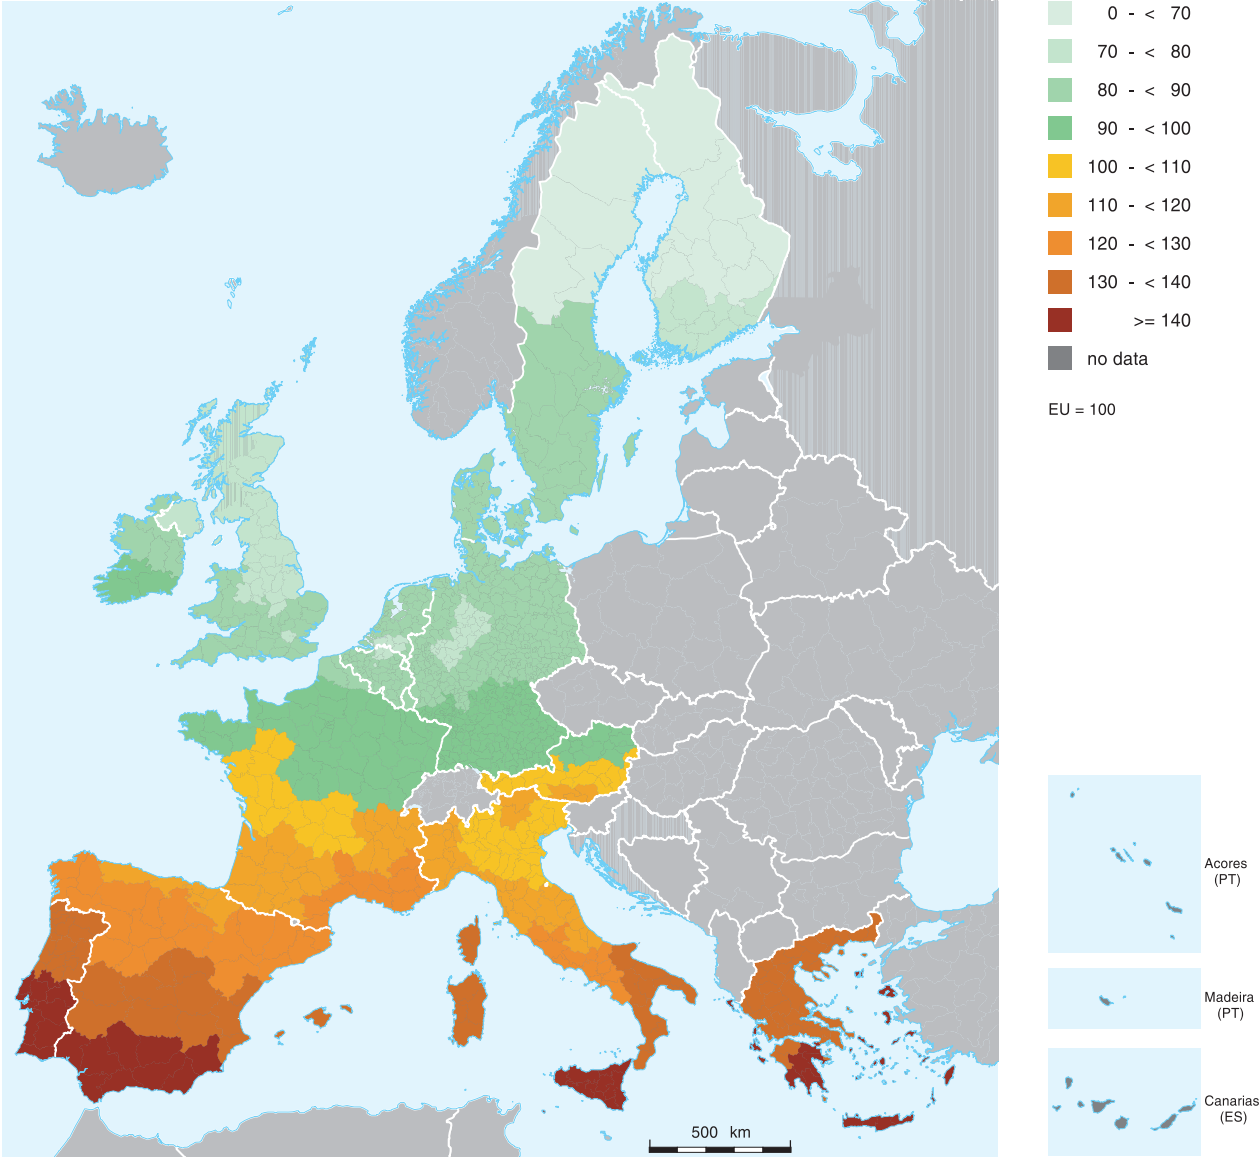 0 - < 70
70 - < 80
80 - < 90
90 - < 100
100 - < 110
110 - < 120
120 - < 130
130 - < 140
>= 140
no data
EU = 100
Acores
(PT)
Madeira
(PT)
Canarias
(ES)
500 km